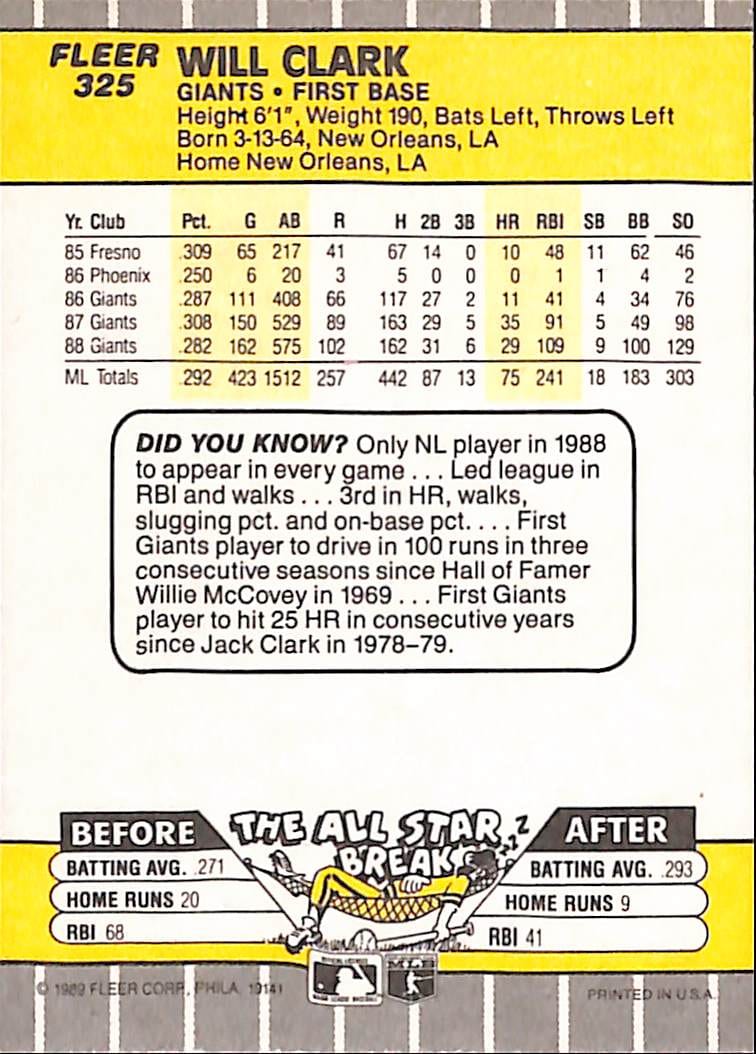 FLEER
325
WILL CLARK
GIANTS • FIRST BASE
Height 6'1", Weight 190, Bats Left, Throws Left
Born 3-13-64, New Orleans, LA
Home New Orleans, LA
Yr. Club Pct. G AB R H 2B 3B HR RBI SB BB SO
85 Fresno .309 65 217 41 67 14 0 10 48 11 62 46
86 Phoenix .250 6 20 3 5 0 0 0 1 1 4 2
86 Giants .287 111 408 66 117 27 2 11 41 4 34 76
87 Giants .308 150 529 89 163 29 5 35 91 5 49 98
88 Giants .282 162 575 102 162 31 6 29 109 9 100 129
ML Totals .292 423 1512 257 442 87 13 75 241 18 183 303
DID YOU KNOW? Only NL player in 1988
to appear in every game . . . Led league in
RBI and walks . . . 3rd in HR, walks,
slugging pct. and on-base pct. . . . First
Giants player to drive in 100 runs in three
consecutive seasons since Hall of Famer
Willie McCovey in 1969 . . . First Giants
player to hit 25 HR in consecutive years
since Jack Clark in 1978–79.
THE ALL STAR
BREAK
ZZZ
BEFORE
BATTING AVG. .271
HOME RUNS 20
RBI 68
AFTER
BATTING AVG. .293
HOME RUNS 9
RBI 41
MLB
© 1989 FLEER CORP., PHILA. 19141
PRINTED IN U.S.A.